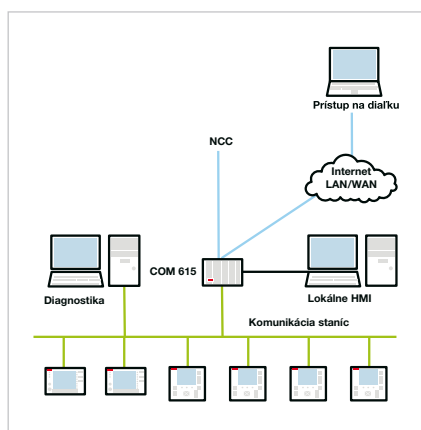 Prístup na diaľku
NCC
Internet
LAN/WAN
COM 615
Diagnostika
Lokálne HMI
Komunikácia staníc